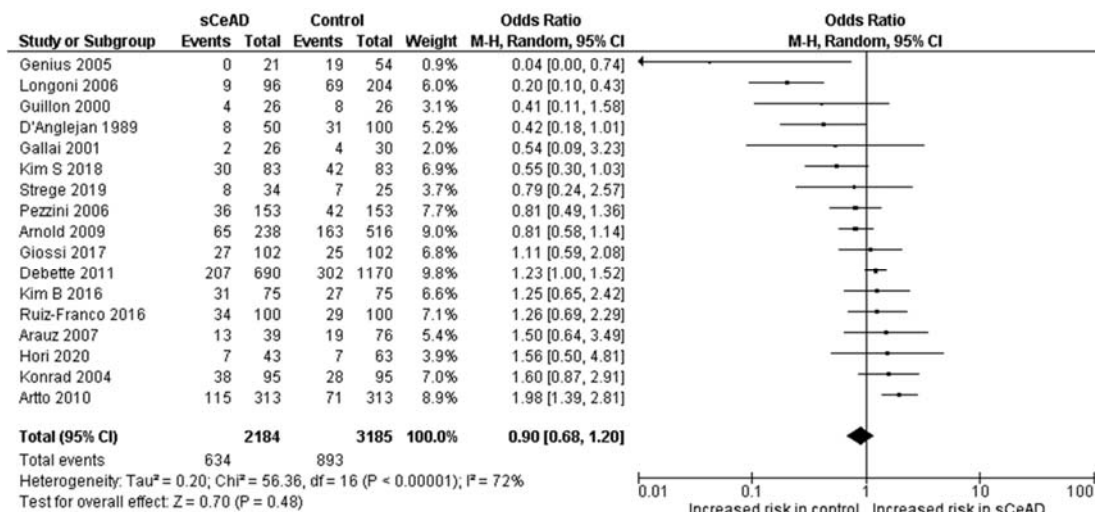 sCeAD Control Odds Ratio Odds Ratio
Study or Subgroup Events Total Events Total Weight M-H, Random, 95% CI M-H, Random, 95% CI
Genius 2005 0 21 19 54 0.9% 0.04 [0.00, 0.74]
Longoni 2006 9 96 69 204 6.0% 0.20 [0.10, 0.43]
Guillon 2000 4 26 8 26 3.1% 0.41 [0.11, 1.58]
D'Anglejan 1989 8 50 31 100 5.2% 0.42 [0.18, 1.01]
Gallai 2001 2 26 4 30 2.0% 0.54 [0.09, 3.23]
Kim S 2018 30 83 42 83 6.8% 0.55 [0.30, 1.03]
Strege 2019 8 34 7 25 3.7% 0.79 [0.24, 2.57]
Pezzini 2006 36 153 42 153 7.7% 0.81 [0.49, 1.36]
Arnold 2009 65 238 163 516 9.0% 0.81 [0.58, 1.14]
Giossi 2017 27 102 25 102 6.9% 1.11 [0.59, 2.08]
Debette 2011 207 690 302 1170 9.8% 1.23 [1.00, 1.52]
Kim B 2016 31 75 27 75 6.6% 1.25 [0.65, 2.42]
Ruiz-Franco 2016 34 100 29 100 7.1% 1.26 [0.69, 2.29]
Arauz 2007 13 39 19 76 5.4% 1.50 [0.64, 3.49]
Hori 2020 7 43 7 63 3.9% 1.56 [0.50, 4.81]
Konrad 2004 38 95 28 95 7.0% 1.60 [0.87, 2.91]
Artto 2010 115 313 71 313 8.9% 1.98 [1.39, 2.81]
Total (95% CI) 2184 3185 100.0% 0.90 [0.68, 1.20]
Total events 634 893
Heterogeneity: Tau² = 0.20; Chi² = 56.36, df = 16 (P < 0.00001); I² = 72%
Test for overall effect: Z = 0.70 (P = 0.48)
0.01 0.1 1 10 100
Increased risk in control Increased risk in sCeAD